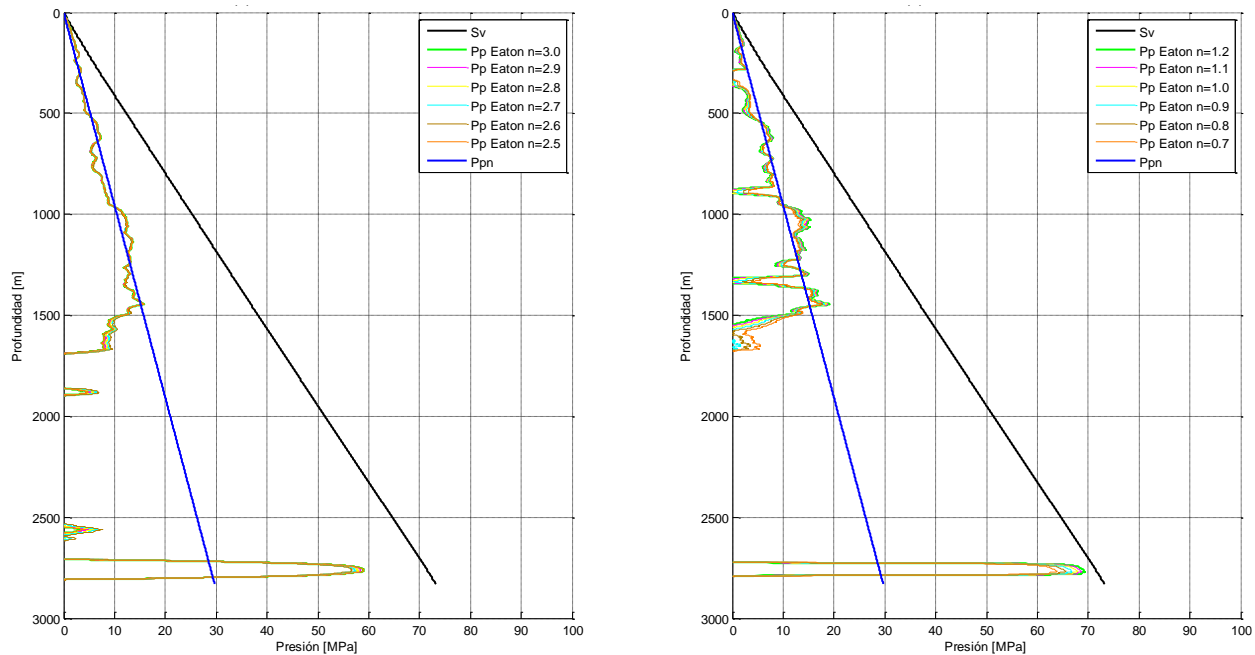 0
500
1000
1500
2000
2500
3000
Profundidad [m]
0 10 20 30 40 50 60 70 80 90 100
Presión [MPa]
Sv
Pp Eaton n=3.0
Pp Eaton n=2.9
Pp Eaton n=2.8
Pp Eaton n=2.7
Pp Eaton n=2.6
Pp Eaton n=2.5
Ppn
0
500
1000
1500
2000
2500
3000
Profundidad [m]
0 10 20 30 40 50 60 70 80 90 100
Presión [MPa]
Sv
Pp Eaton n=1.2
Pp Eaton n=1.1
Pp Eaton n=1.0
Pp Eaton n=0.9
Pp Eaton n=0.8
Pp Eaton n=0.7
Ppn